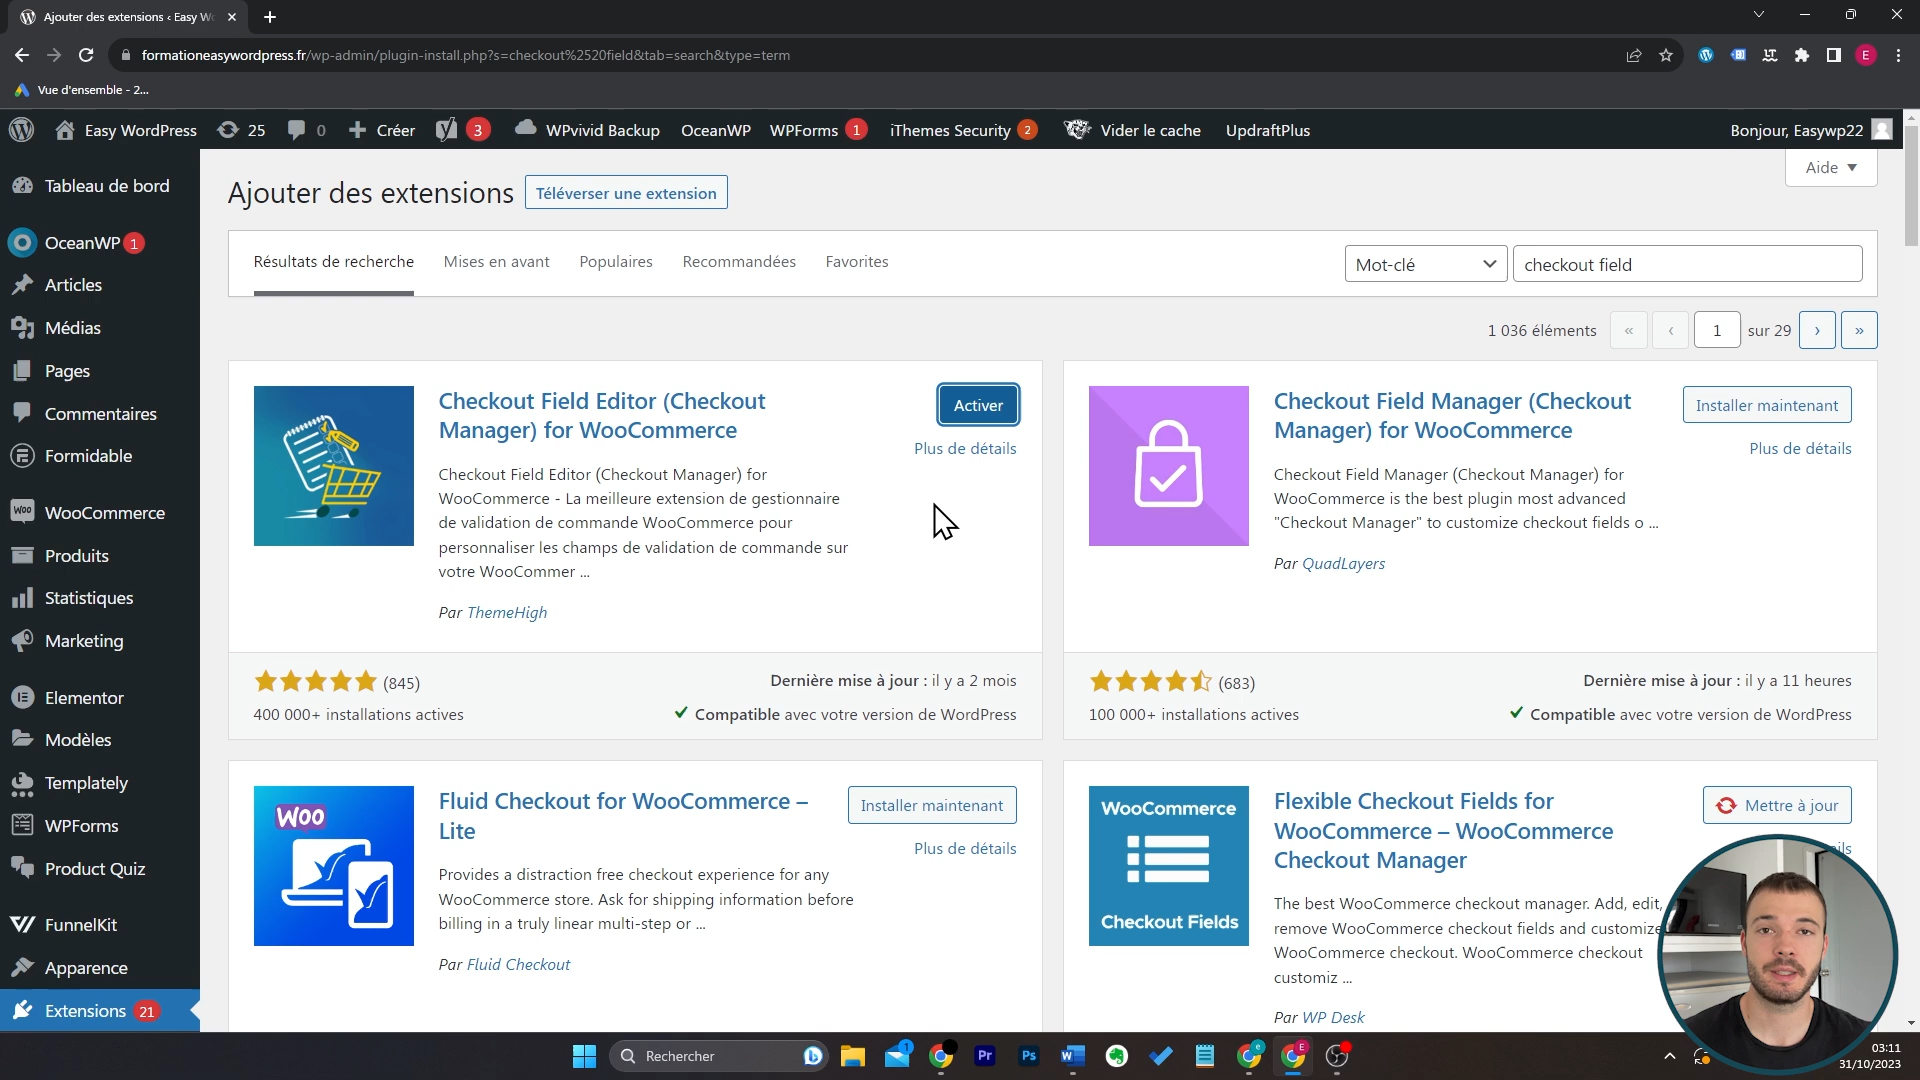 Ajouter des extensions ‹ Easy Wo
formationeasywordpress.fr/wp-admin/plugin-install.php?s=checkout%2520field&tab=search&type=term
E
Vue d'ensemble - 2...
Easy WordPress
25
0
Créer
3
WPvivid Backup
OceanWP
WPForms
1
iThemes Security
2
Vider le cache
UpdraftPlus
Bonjour, Easywp22
Tableau de bord
OceanWP
1
Articles
Médias
Pages
Commentaires
Formidable
WooCommerce
Produits
Statistiques
Marketing
Elementor
Modèles
Templately
WPForms
Product Quiz
FunnelKit
Apparence
Extensions
21
Aide
Ajouter des extensions
Téléverser une extension
Résultats de recherche
Mises en avant
Populaires
Recommandées
Favorites
Mot-clé
checkout field
1 036 éléments
«
‹
1
sur 29
›
»
Checkout Field Editor (Checkout
Manager) for WooCommerce
Activer
Plus de détails
Checkout Field Editor (Checkout Manager) for
WooCommerce - La meilleure extension de gestionnaire
de validation de commande WooCommerce pour
personnaliser les champs de validation de commande sur
votre WooCommer ...
Par ThemeHigh
(845)
400 000+ installations actives
Dernière mise à jour : il y a 2 mois
Compatible avec votre version de WordPress
Checkout Field Manager (Checkout
Manager) for WooCommerce
Installer maintenant
Plus de détails
Checkout Field Manager (Checkout Manager) for
WooCommerce is the best plugin most advanced
"Checkout Manager" to customize checkout fields o ...
Par QuadLayers
(683)
100 000+ installations actives
Dernière mise à jour : il y a 11 heures
Compatible avec votre version de WordPress
WOO
Fluid Checkout for WooCommerce –
Lite
Installer maintenant
Plus de détails
Provides a distraction free checkout experience for any
WooCommerce store. Ask for shipping information before
billing in a truly linear multi-step or ...
Par Fluid Checkout
WooCommerce
Checkout Fields
Flexible Checkout Fields for
WooCommerce – WooCommerce
Checkout Manager
Mettre à jour
ils
The best WooCommerce checkout manager. Add, edit,
remove WooCommerce checkout fields and customize
WooCommerce checkout. WooCommerce checkout
customiz ...
Par WP Desk
Rechercher
1
Pr
Ps
03:11
31/10/2023